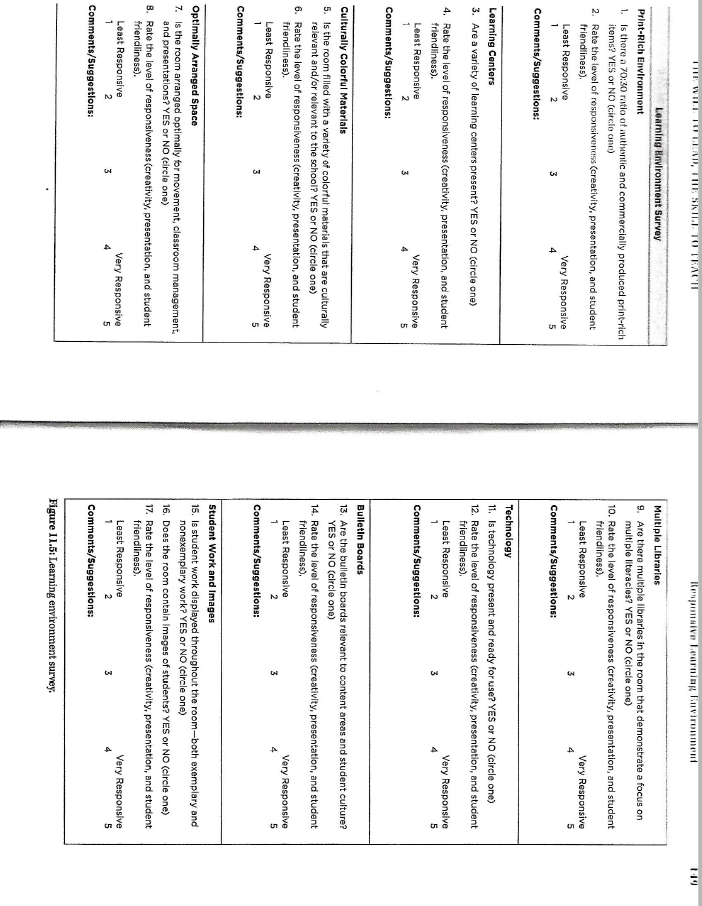 THE WILL TO LEAD, THE SKILL TO TEACH
Learning Environment Survey
Print-Rich Environment
1. Is there a 70:30 ratio of authentic and commercially produced print-rich
items? YES or NO (circle one)
2. Rate the level of responsiveness (creativity, presentation, and student
friendliness).
Least Responsive Very Responsive
1 2 3 4 5
Comments/Suggestions:
Learning Centers
3. Are a variety of learning centers present? YES or NO (circle one)
4. Rate the level of responsiveness (creativity, presentation, and student
friendliness).
Least Responsive Very Responsive
1 2 3 4 5
Comments/Suggestions:
Culturally Colorful Materials
5. Is the room filled with a variety of colorful materials that are culturally
relevant and/or relevant to the school? YES or NO (circle one)
6. Rate the level of responsiveness (creativity, presentation, and student
friendliness).
Least Responsive Very Responsive
1 2 3 4 5
Comments/Suggestions:
Optimally Arranged Space
7. Is the room arranged optimally for movement, classroom management,
and presentations? YES or NO (circle one)
8. Rate the level of responsiveness (creativity, presentation, and student
friendliness).
Least Responsive Very Responsive
1 2 3 4 5
Comments/Suggestions:
Responsive Learning Environment 149
Multiple Libraries
9. Are there multiple libraries in the room that demonstrate a focus on
multiple literacies? YES or NO (circle one)
10. Rate the level of responsiveness (creativity, presentation, and student
friendliness).
Least Responsive Very Responsive
1 2 3 4 5
Comments/Suggestions:
Technology
11. Is technology present and ready for use? YES or NO (circle one)
12. Rate the level of responsiveness (creativity, presentation, and student
friendliness).
Least Responsive Very Responsive
1 2 3 4 5
Comments/Suggestions:
Bulletin Boards
13. Are the bulletin boards relevant to content areas and student culture?
YES or NO (circle one)
14. Rate the level of responsiveness (creativity, presentation, and student
friendliness).
Least Responsive Very Responsive
1 2 3 4 5
Comments/Suggestions:
Student Work and Images
15. Is student work displayed throughout the room—both exemplary and
nonexemplary work? YES or NO (circle one)
16. Does the room contain images of students? YES or NO (circle one)
17. Rate the level of responsiveness (creativity, presentation, and student
friendliness).
Least Responsive Very Responsive
1 2 3 4 5
Comments/Suggestions:
Figure 11.5: Learning environment survey.